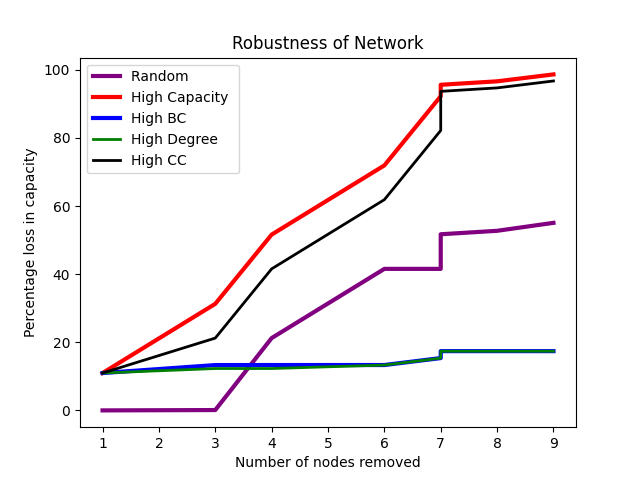 Robustness of Network
Random
High Capacity
High BC
High Degree
High CC
Percentage loss in capacity
100
80
60
40
20
0
1 2 3 4 5 6 7 8 9
Number of nodes removed